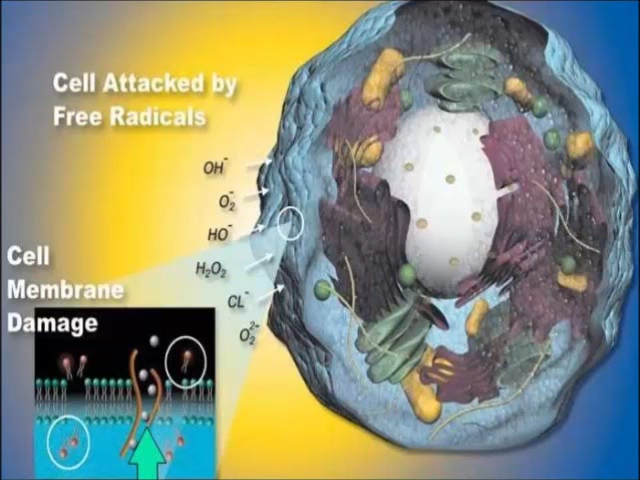 Cell Attacked by
Free Radicals
OH⁻
O₂⁻
HO⁻
H₂O₂
CL⁻
O₂²⁻
Cell
Membrane
Damage